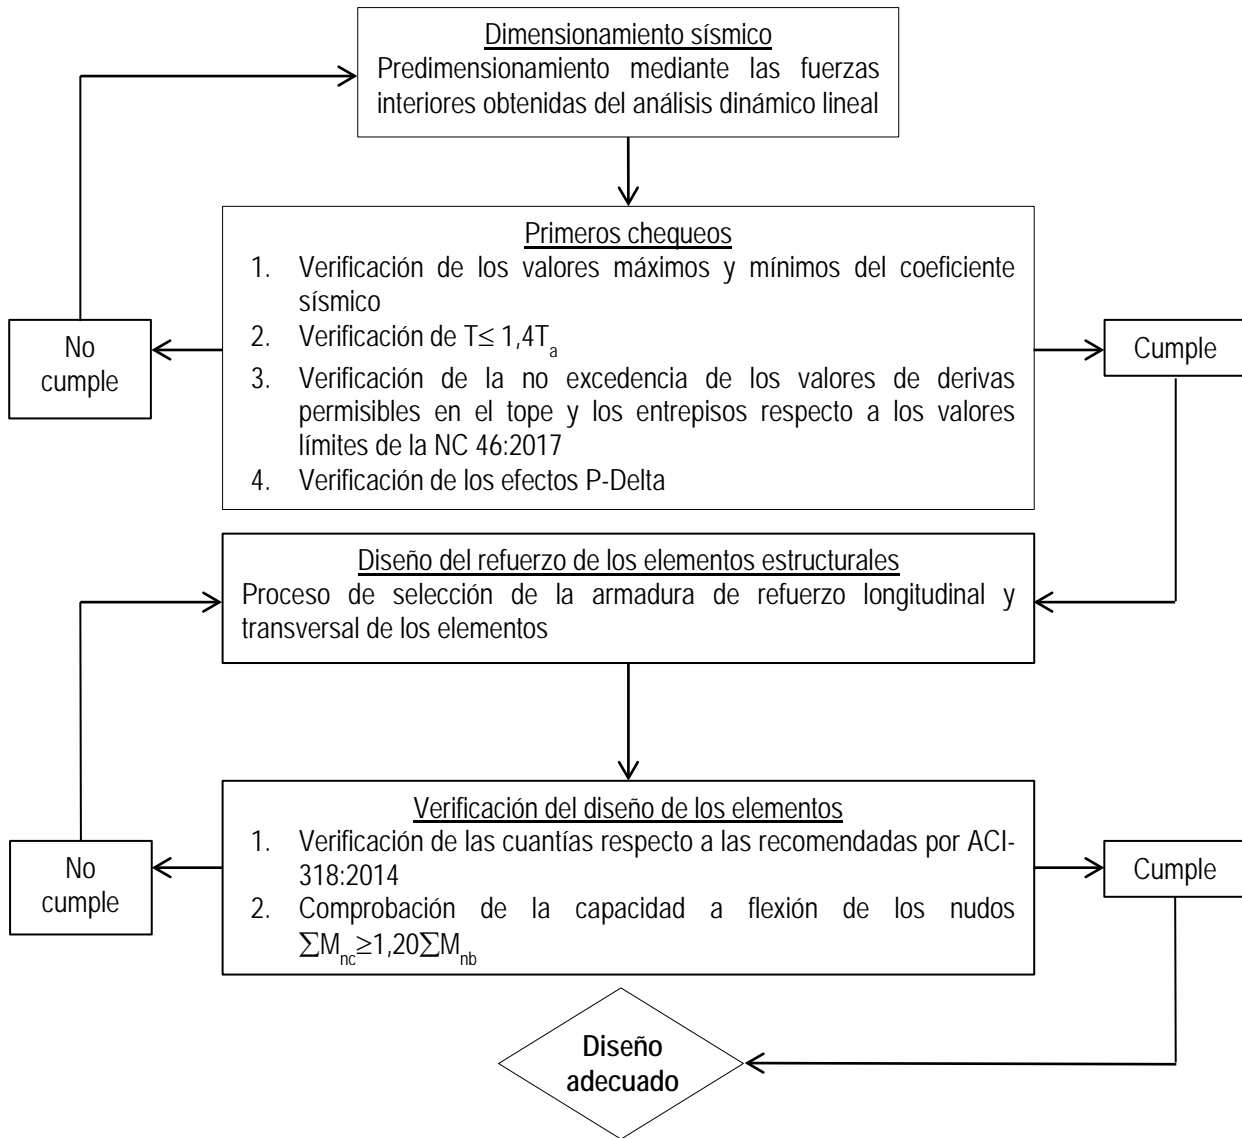 Dimensionamiento sísmico
Predimensionamiento mediante las fuerzas
interiores obtenidas del análisis dinámico lineal
Primeros chequeos
1. Verificación de los valores máximos y mínimos del coeficiente
sísmico
2. Verificación de T≤ 1,4Ta
3. Verificación de la no excedencia de los valores de derivas
permisibles en el tope y los entrepisos respecto a los valores
límites de la NC 46:2017
4. Verificación de los efectos P-Delta
No
cumple
Cumple
Diseño del refuerzo de los elementos estructurales
Proceso de selección de la armadura de refuerzo longitudinal y
transversal de los elementos
Verificación del diseño de los elementos
1. Verificación de las cuantías respecto a las recomendadas por ACI-
318:2014
2. Comprobación de la capacidad a flexión de los nudos
∑Mnc≥1,20∑Mnb
No
cumple
Cumple
Diseño
adecuado